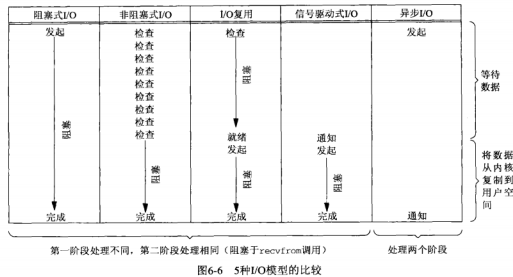 阻塞式I/O 非阻塞式I/O I/O复用 信号驱动式I/O 异步I/O
发起 检查 检查 发起
检查
检查
检查
检查
检查
检查
检查
检查
阻塞
阻塞
等待
数据
就绪 通知
发起 发起
阻塞
阻塞
阻塞
将数据
从内核
复制到
用户空
间
完成 完成 完成 完成 通知
第一阶段处理不同，第二阶段处理相同（阻塞于recvfrom调用） 处理两个阶段
图6-6 5种I/O模型的比较